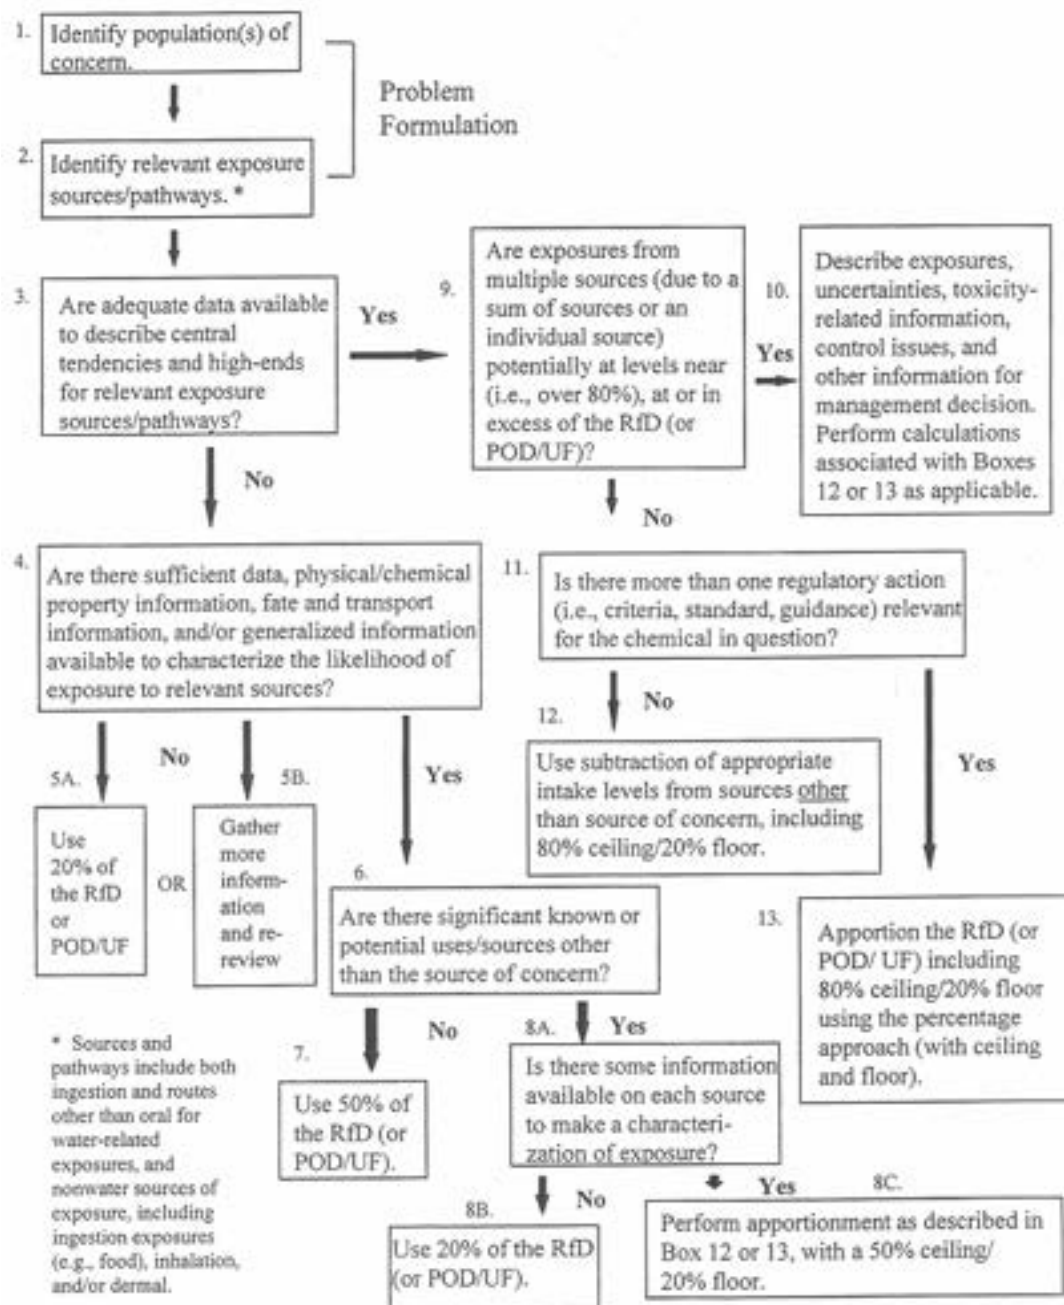 1.
Identify population(s) of
concern.
Problem
Formulation
2.
Identify relevant exposure
sources/pathways. *
3.
Are adequate data available
to describe central
tendencies and high-ends
for relevant exposure
sources/pathways?
Yes
No
9.
Are exposures from
multiple sources (due to a
sum of sources or an
individual source)
potentially at levels near
(i.e., over 80%), at or in
excess of the RfD (or
POD/UF)?
Yes
No
10.
Describe exposures,
uncertainties, toxicity-
related information,
control issues, and
other information for
management decision.
Perform calculations
associated with Boxes
12 or 13 as applicable.
4.
Are there sufficient data, physical/chemical
property information, fate and transport
information, and/or generalized information
available to characterize the likelihood of
exposure to relevant sources?
No
Yes
11.
Is there more than one regulatory action
(i.e., criteria, standard, guidance) relevant
for the chemical in question?
No
Yes
5A.
Use
20% of
the RfD
or
POD/UF
OR
5B.
Gather
more
inform-
ation
and re-
review
12.
Use subtraction of appropriate
intake levels from sources other
than source of concern, including
80% ceiling/20% floor.
6.
Are there significant known or
potential uses/sources other
than the source of concern?
No
Yes
13.
Apportion the RfD (or
POD/ UF) including
80% ceiling/20% floor
using the percentage
approach (with ceiling
and floor).
7.
Use 50% of
the RfD (or
POD/UF).
8A.
Is there some information
available on each source
to make a characteri-
zation of exposure?
No
Yes
8B.
Use 20% of the RfD
(or POD/UF).
8C.
Perform apportionment as described in
Box 12 or 13, with a 50% ceiling/
20% floor.
* Sources and
pathways include both
ingestion and routes
other than oral for
water-related
exposures, and
nonwater sources of
exposure, including
ingestion exposures
(e.g., food), inhalation,
and/or dermal.